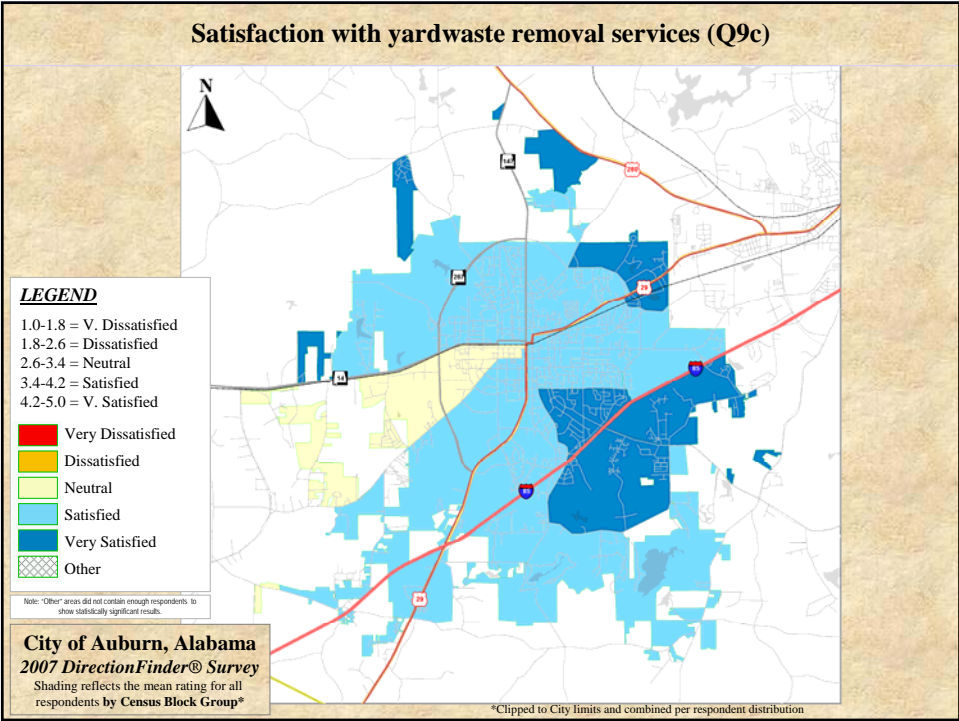 Satisfaction with yardwaste removal services (Q9c)
N
147
280
267
29
14
85
85
29
LEGEND
1.0-1.8 = V. Dissatisfied
1.8-2.6 = Dissatisfied
2.6-3.4 = Neutral
3.4-4.2 = Satisfied
4.2-5.0 = V. Satisfied
Very Dissatisfied
Dissatisfied
Neutral
Satisfied
Very Satisfied
Other
Note: "Other" areas did not contain enough respondents to
show statistically significant results.
City of Auburn, Alabama
2007 DirectionFinder® Survey
Shading reflects the mean rating for all
respondents by Census Block Group*
*Clipped to City limits and combined per respondent distribution